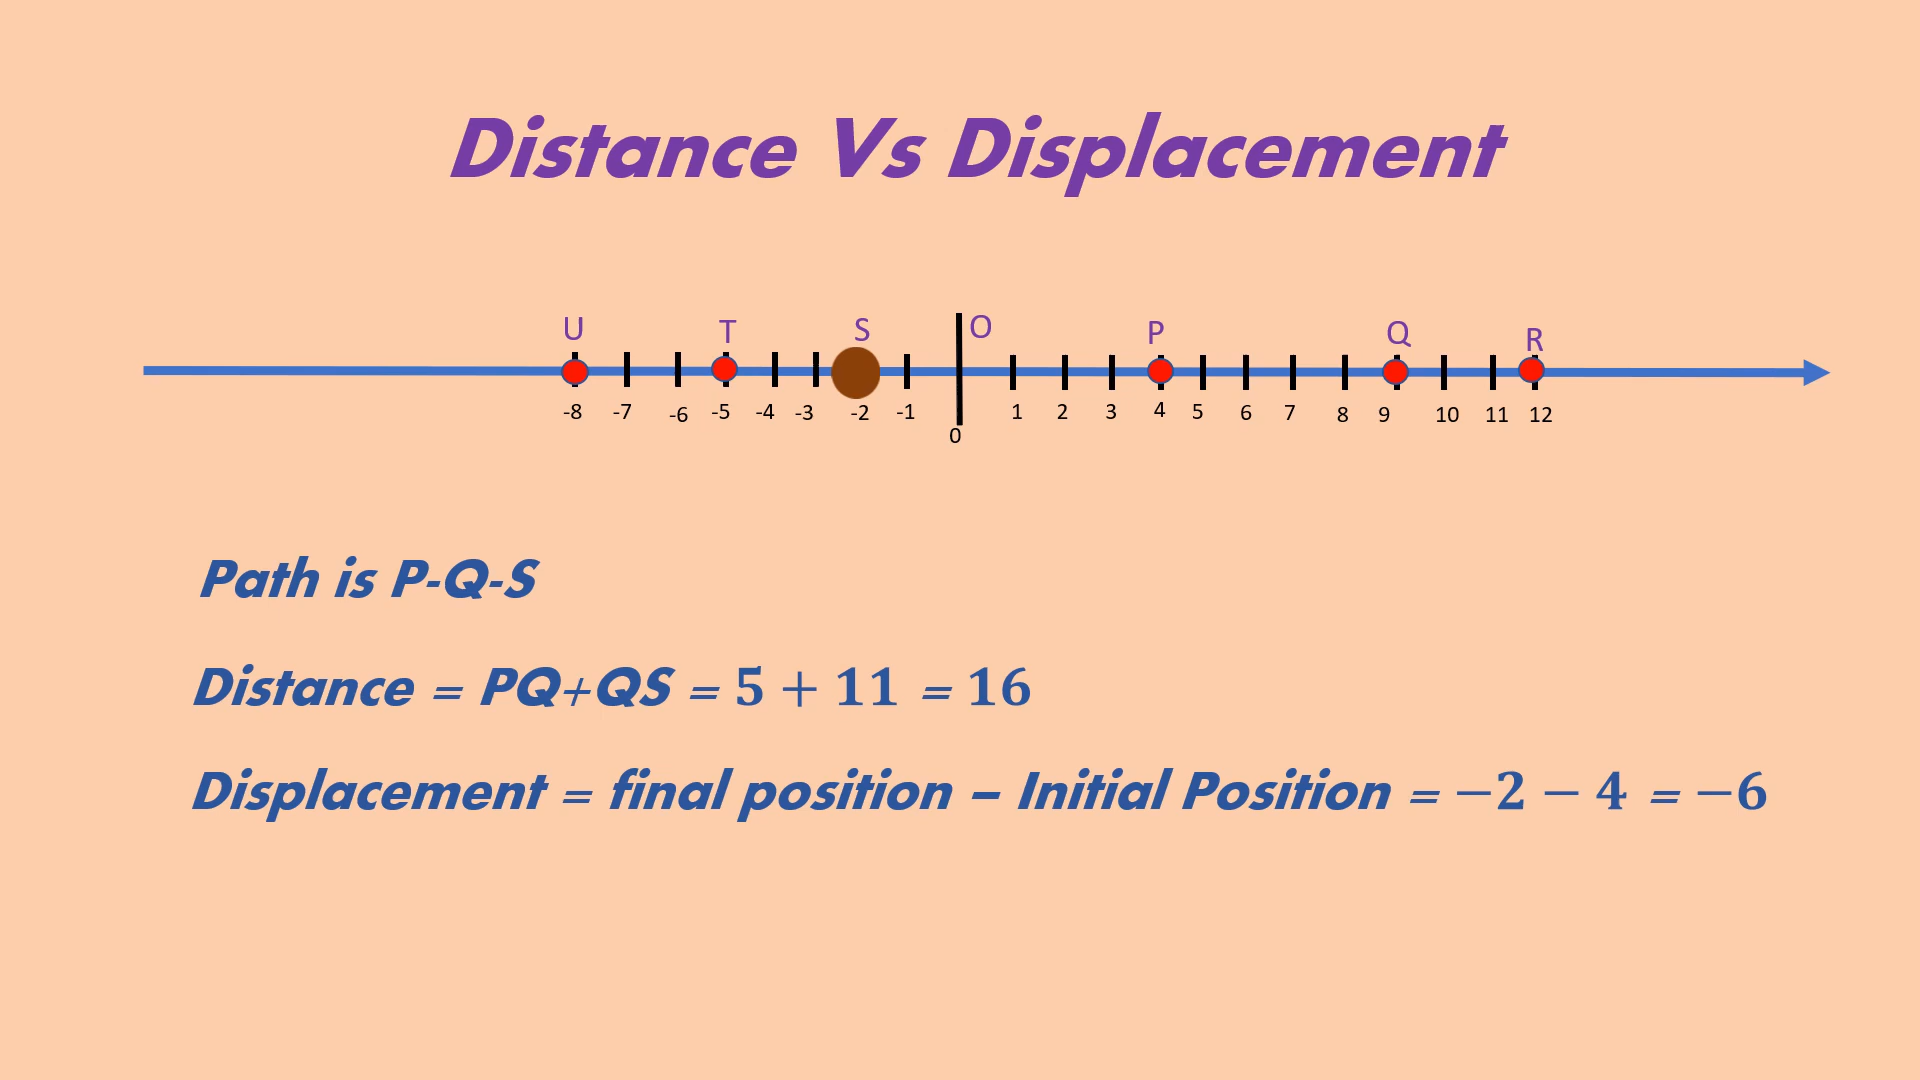 Distance Vs Displacement
U T S O P Q R
-8 -7 -6 -5 -4 -3 -2 -1 0 1 2 3 4 5 6 7 8 9 10 11 12
Path is P-Q-S
Distance = PQ+QS = 5 + 11 = 16
Displacement = final position – Initial Position = −2 − 4 = −6